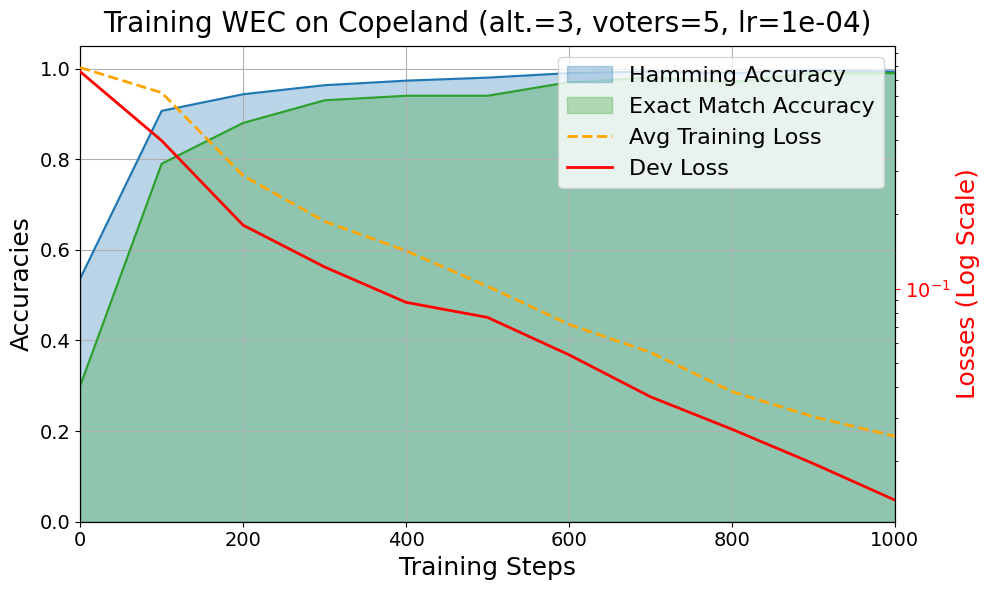 Training WEC on Copeland (alt.=3, voters=5, lr=1e-04)
Hamming Accuracy
Exact Match Accuracy
Avg Training Loss
Dev Loss
1.0
0.8
0.6
0.4
0.2
0.0
Accuracies
0 200 400 600 800 1000
Training Steps
10⁻¹
Losses (Log Scale)